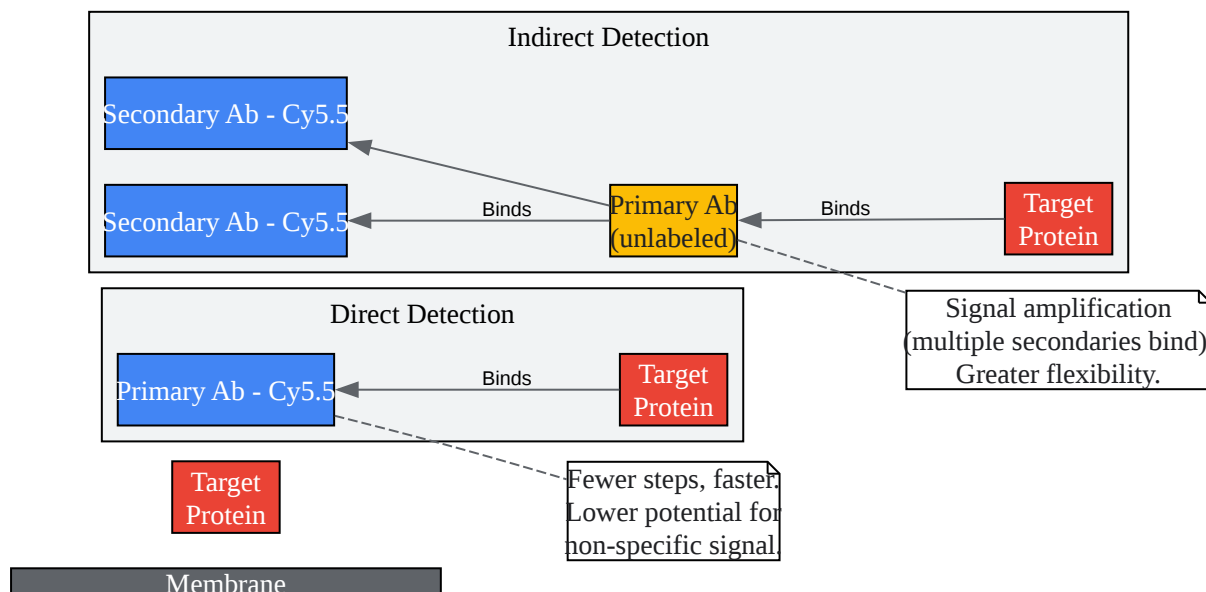 Indirect Detection
Secondary Ab - Cy5.5
Secondary Ab - Cy5.5
Binds
Primary Ab
(unlabeled)
Binds
Target
Protein
Signal amplification
(multiple secondaries bind)
Greater flexibility.
Direct Detection
Primary Ab - Cy5.5
Binds
Target
Protein
Fewer steps, faster.
Lower potential for
non-specific signal.
Target
Protein
Membrane